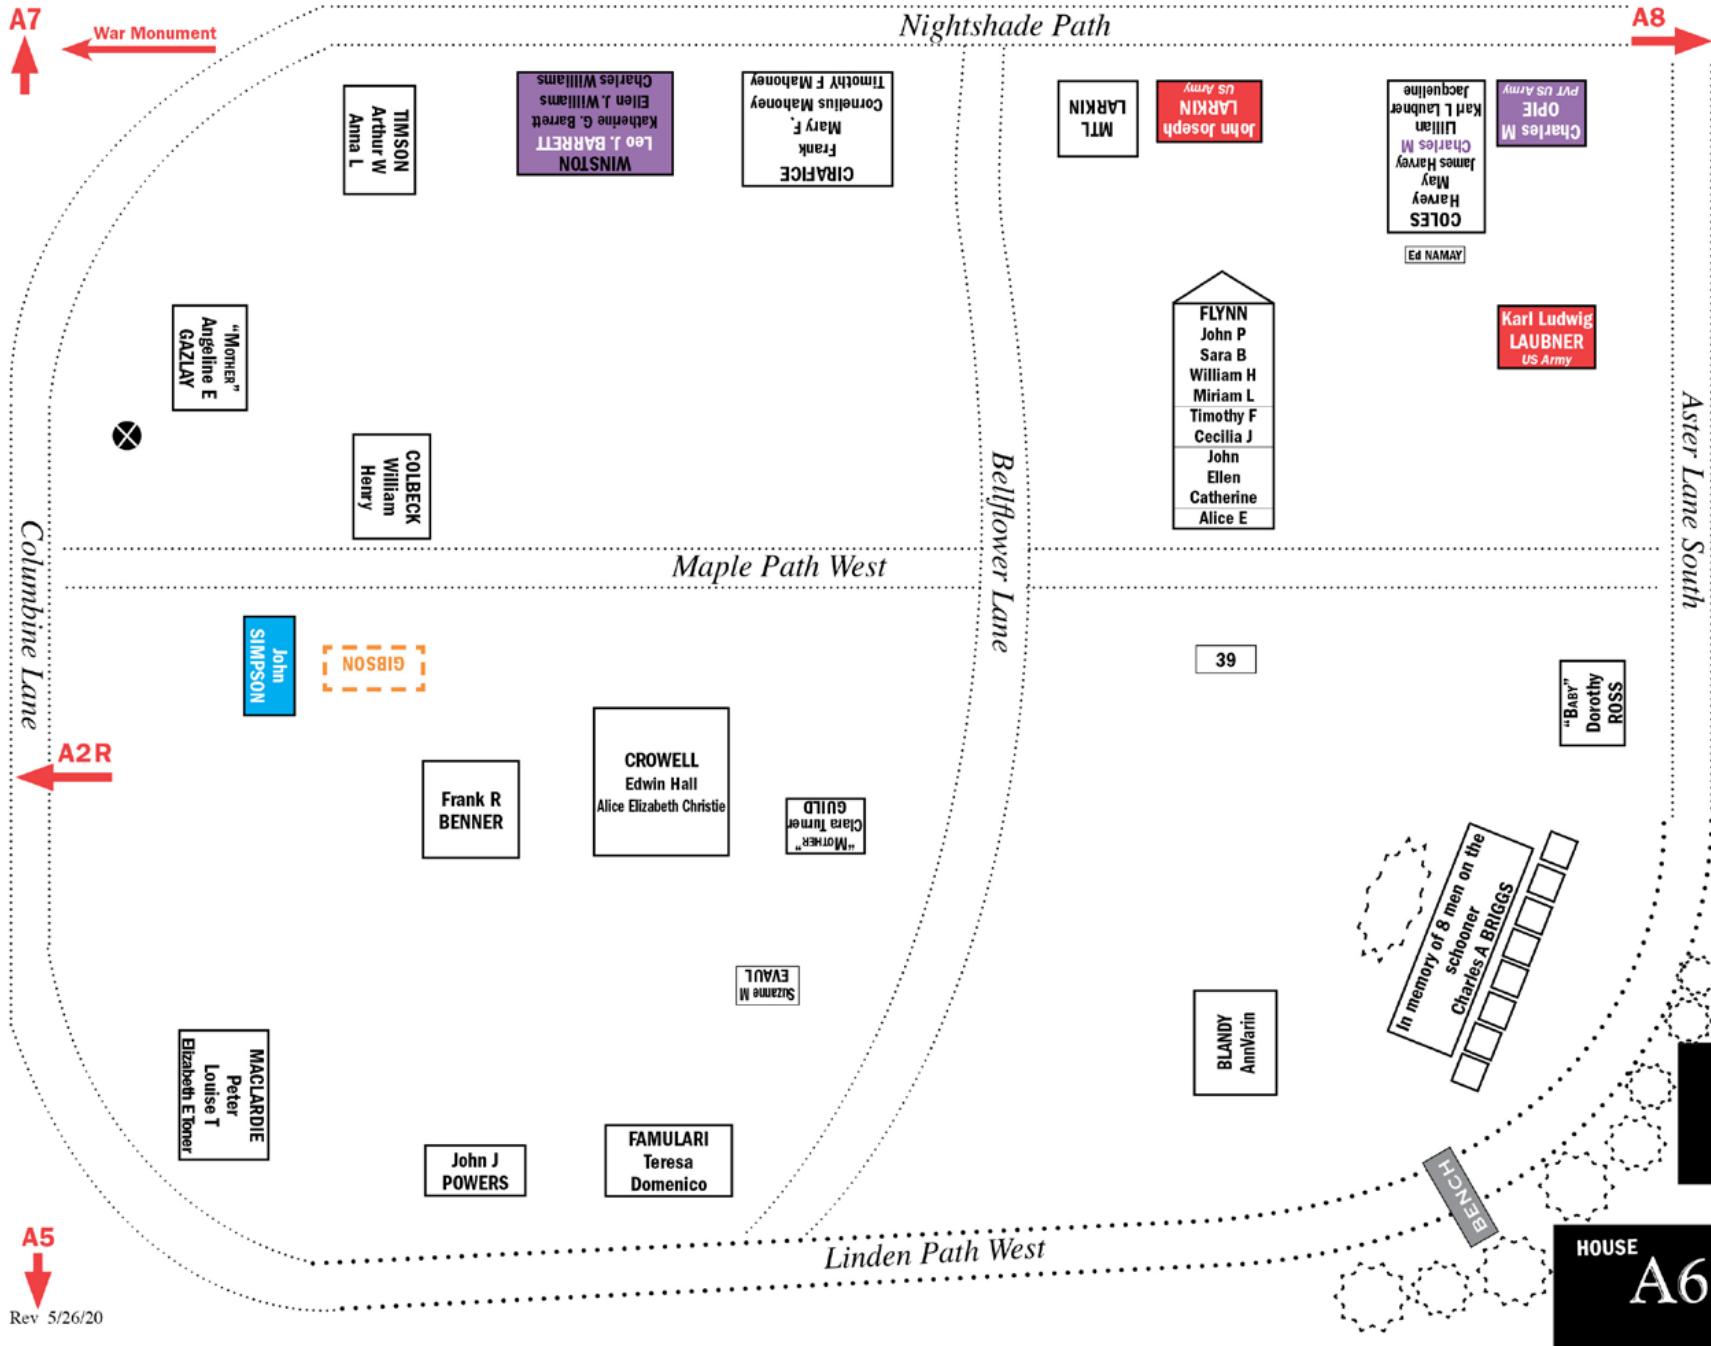 A7
War Monument
Nightshade Path
A8
TIMSON
Arthur W
Anna L
WINSTON
Leo J. BARRETT
Katherine G. Barrett
Ellen J. Williams
Charles Williams
CIRAFICE
Frank
Mary F,
Cornelius Mahoney
Timothy F Mahoney
MTL
LARKIN
John Joseph
LARKIN
US Army
COLES
Harvey
May
James Harvey
Charles M
Lillian
Karl L Laubner
Jacqueline
Charles M
OPIE
PVT US Army
Ed NAMAY
"MOTHER"
Angeline E
GAZLAY
FLYNN
John P
Sara B
William H
Miriam L
Timothy F
Cecilia J
John
Ellen
Catherine
Alice E
Karl Ludwig
LAUBNER
US Army
COLBECK
William
Henry
Columbine Lane
Maple Path West
Bellflower Lane
Aster Lane South
John
SIMPSON
GIBSON
39
"BABY"
Dorothy
ROSS
A2R
Frank R
BENNER
CROWELL
Edwin Hall
Alice Elizabeth Christie
"MOTHER"
Clara Turner
GUILD
In memory of 8 men on the
schooner
Charles A BRIGGS
Suzanne M
EVAUL
BLANDY
AnnVarin
MACLARDIE
Peter
Louise T
Elizabeth E Toner
John J
POWERS
FAMULARI
Teresa
Domenico
BENCH
Linden Path West
A5
HOUSE
A6
Rev 5/26/20